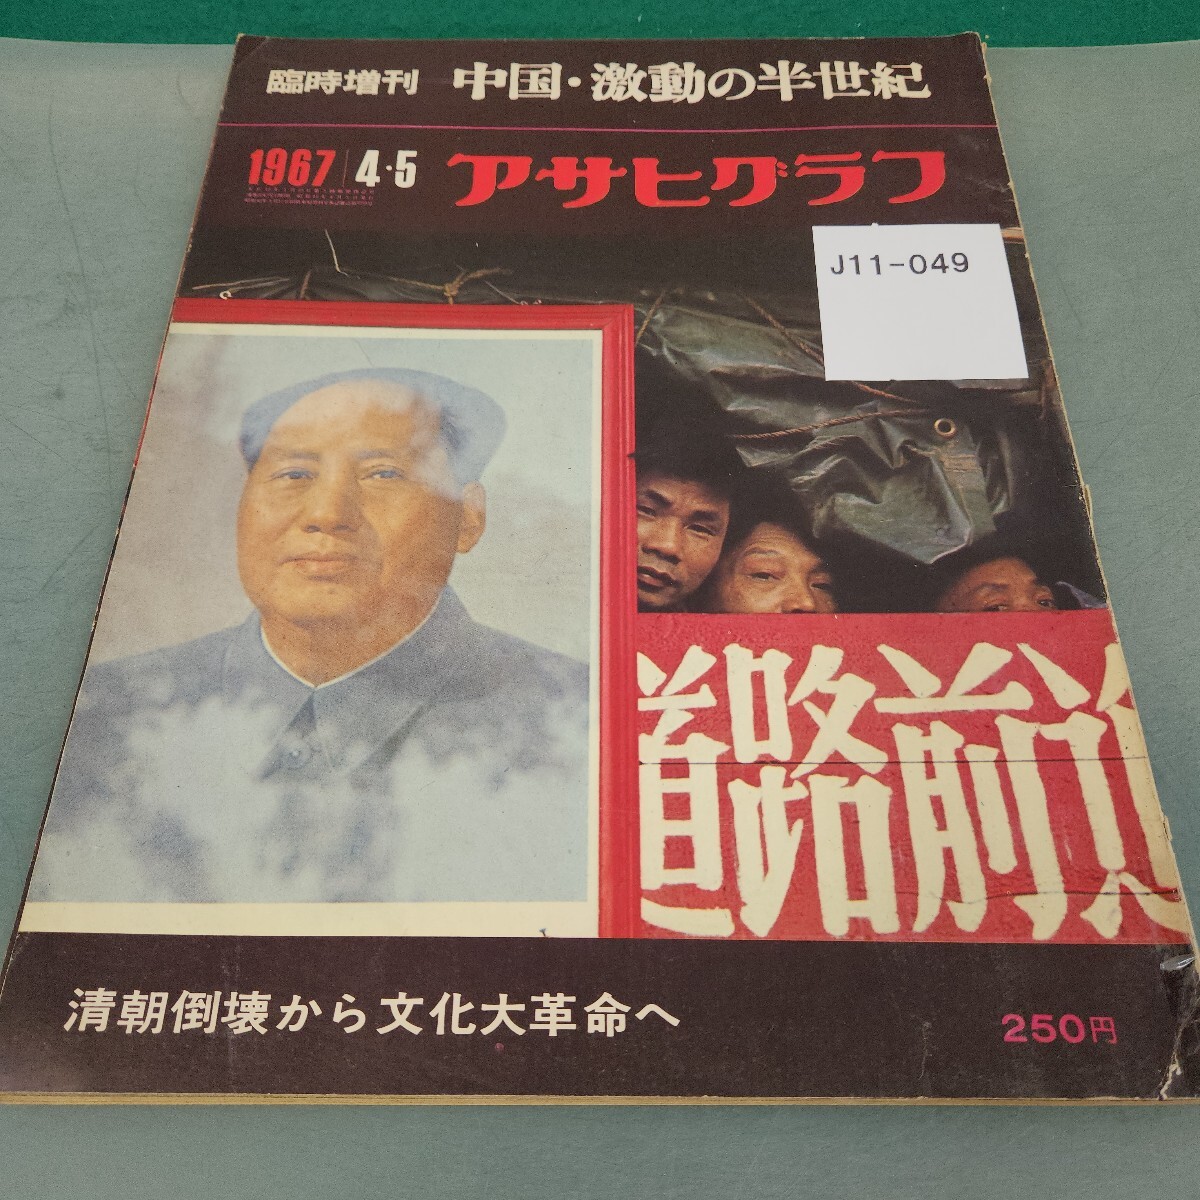 臨時増刊 中国・激動の半世紀
1967 4・5 アサヒグラフ
J11-049
道路前進
清朝倒壊から文化大革命へ
250円